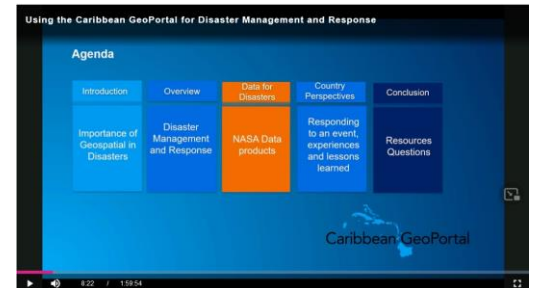 Using the Caribbean GeoPortal for Disaster Management and Response
Agenda
Introduction
Importance of
Geospatial in
Disasters
Overview
Disaster
Management
and Response
Data for
Disasters
NASA Data
products
Country
Perspectives
Responding
to an event,
experiences
and lessons
learned
Conclusion
Resources
Questions
Caribbean GeoPortal
8:22 / 1:59:54